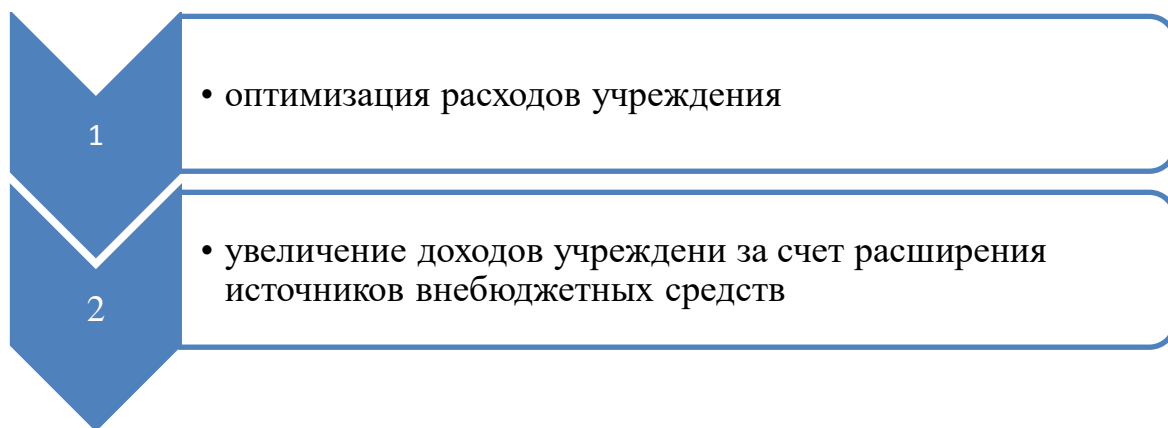 1
• оптимизация расходов учреждения
2
• увеличение доходов учреждени за счет расширения
источников внебюджетных средств